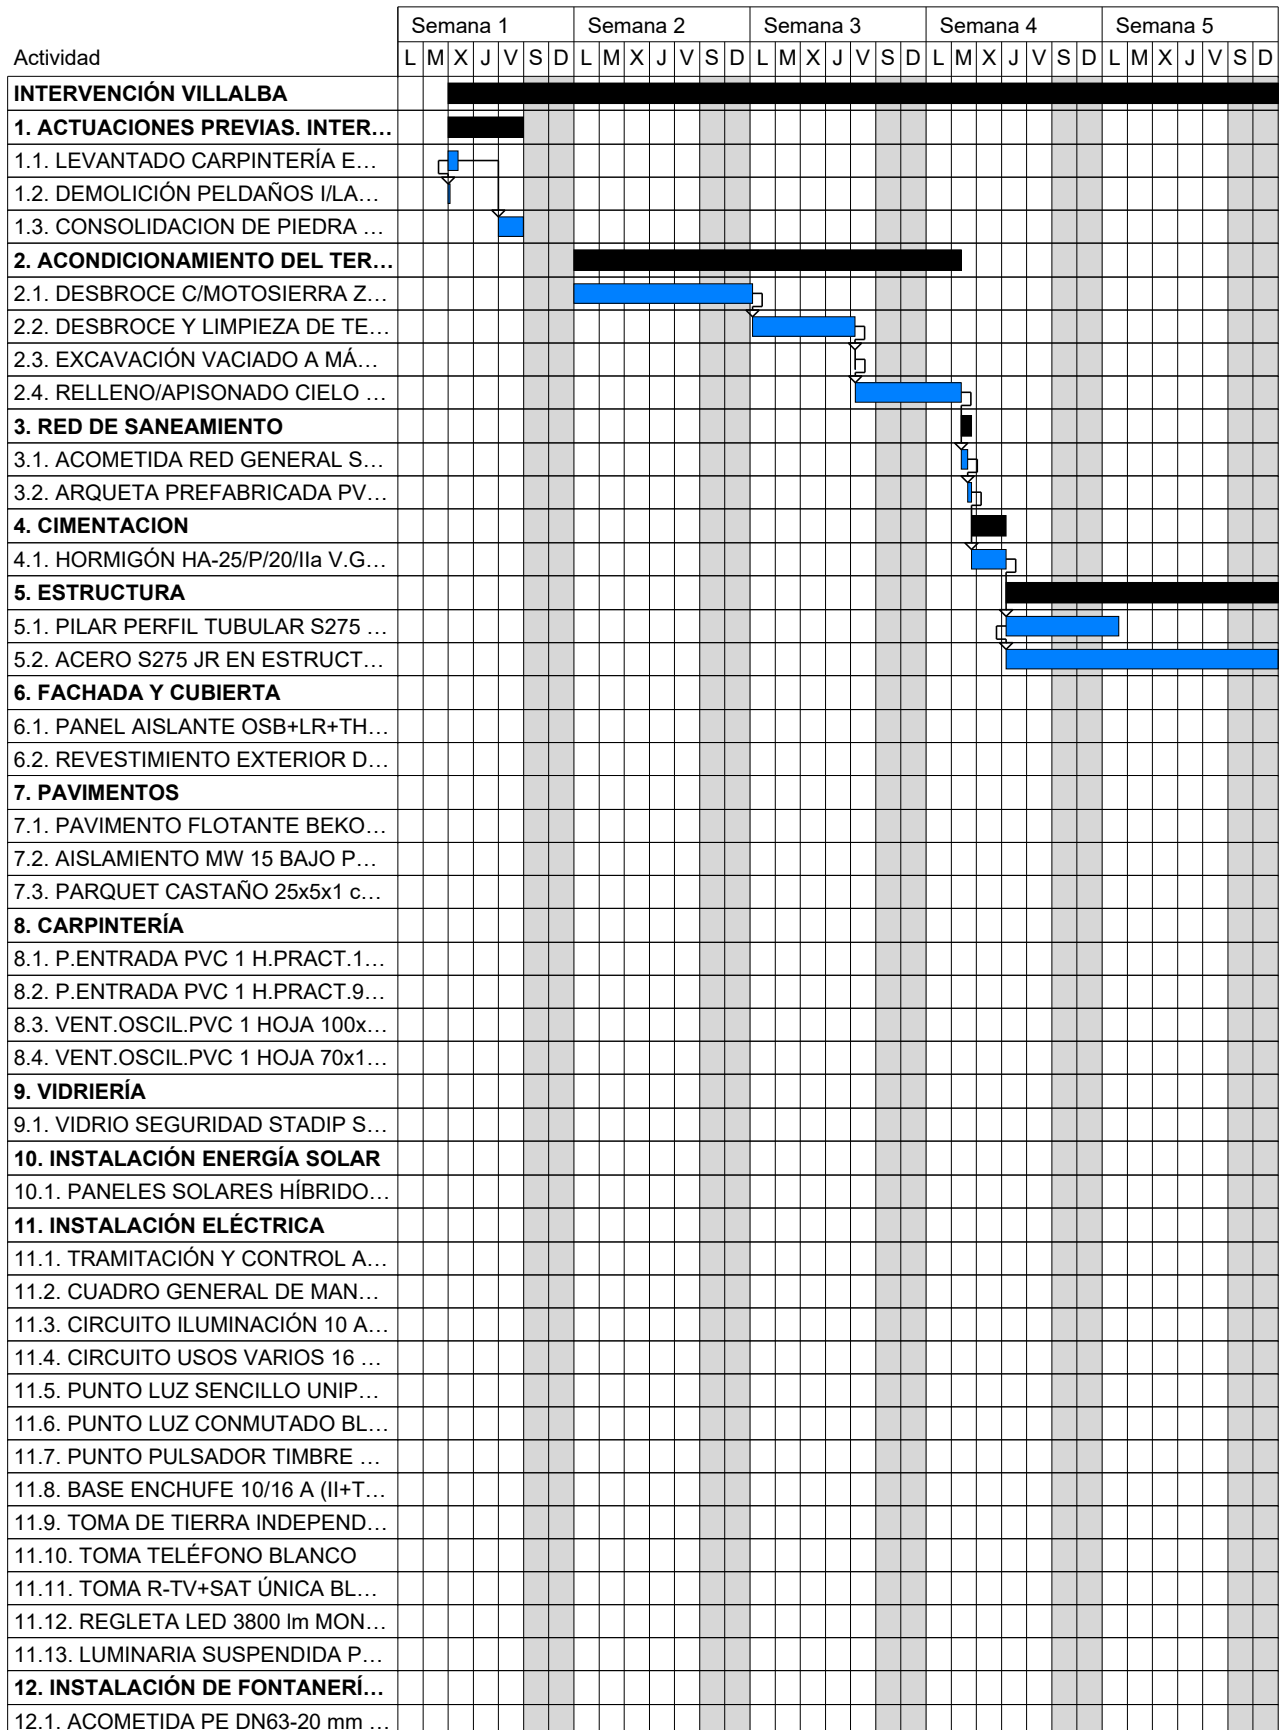 Semana 1 Semana 2 Semana 3 Semana 4 Semana 5
Actividad L M X J V S D L M X J V S D L M X J V S D L M X J V S D L M X J V S D
INTERVENCIÓN VILLALBA
1. ACTUACIONES PREVIAS. INTER…
1.1. LEVANTADO CARPINTERÍA E…
1.2. DEMOLICIÓN PELDAÑOS I/LA…
1.3. CONSOLIDACION DE PIEDRA …
2. ACONDICIONAMIENTO DEL TER…
2.1. DESBROCE C/MOTOSIERRA Z…
2.2. DESBROCE Y LIMPIEZA DE TE…
2.3. EXCAVACIÓN VACIADO A MÁ…
2.4. RELLENO/APISONADO CIELO …
3. RED DE SANEAMIENTO
3.1. ACOMETIDA RED GENERAL S…
3.2. ARQUETA PREFABRICADA PV…
4. CIMENTACION
4.1. HORMIGÓN HA-25/P/20/IIa V.G…
5. ESTRUCTURA
5.1. PILAR PERFIL TUBULAR S275 …
5.2. ACERO S275 JR EN ESTRUCT…
6. FACHADA Y CUBIERTA
6.1. PANEL AISLANTE OSB+LR+TH…
6.2. REVESTIMIENTO EXTERIOR D…
7. PAVIMENTOS
7.1. PAVIMENTO FLOTANTE BEKO…
7.2. AISLAMIENTO MW 15 BAJO P…
7.3. PARQUET CASTAÑO 25x5x1 c…
8. CARPINTERÍA
8.1. P.ENTRADA PVC 1 H.PRACT.1…
8.2. P.ENTRADA PVC 1 H.PRACT.9…
8.3. VENT.OSCIL.PVC 1 HOJA 100x…
8.4. VENT.OSCIL.PVC 1 HOJA 70x1…
9. VIDRIERÍA
9.1. VIDRIO SEGURIDAD STADIP S…
10. INSTALACIÓN ENERGÍA SOLAR
10.1. PANELES SOLARES HÍBRIDO…
11. INSTALACIÓN ELÉCTRICA
11.1. TRAMITACIÓN Y CONTROL A…
11.2. CUADRO GENERAL DE MAN…
11.3. CIRCUITO ILUMINACIÓN 10 A…
11.4. CIRCUITO USOS VARIOS 16 …
11.5. PUNTO LUZ SENCILLO UNIP…
11.6. PUNTO LUZ CONMUTADO BL…
11.7. PUNTO PULSADOR TIMBRE …
11.8. BASE ENCHUFE 10/16 A (II+T…
11.9. TOMA DE TIERRA INDEPEND…
11.10. TOMA TELÉFONO BLANCO
11.11. TOMA R-TV+SAT ÚNICA BL…
11.12. REGLETA LED 3800 lm MON…
11.13. LUMINARIA SUSPENDIDA P…
12. INSTALACIÓN DE FONTANERÍ…
12.1. ACOMETIDA PE DN63-20 mm …